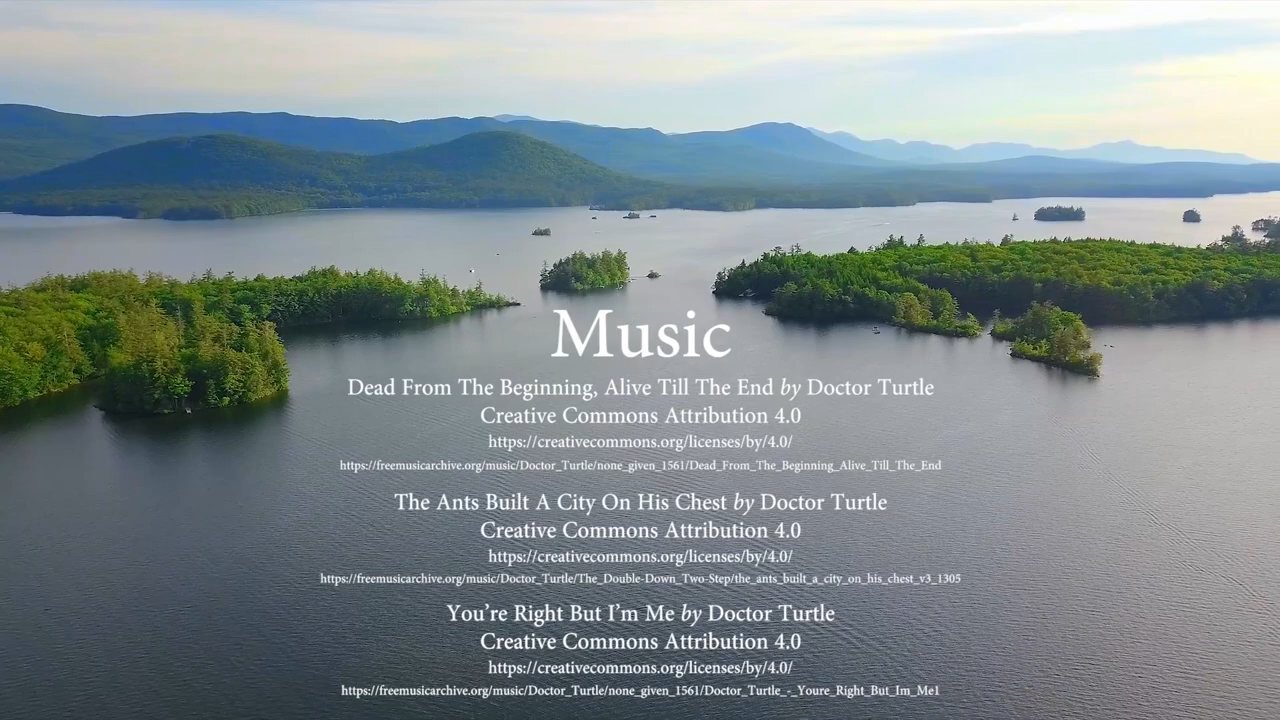 Music
Dead From The Beginning, Alive Till The End by Doctor Turtle
Creative Commons Attribution 4.0
https://creativecommons.org/licenses/by/4.0/
https://freemusicarchive.org/music/Doctor_Turtle/none_given_1561/Dead_From_The_Beginning_Alive_Till_The_End
The Ants Built A City On His Chest by Doctor Turtle
Creative Commons Attribution 4.0
https://creativecommons.org/licenses/by/4.0/
https://freemusicarchive.org/music/Doctor_Turtle/The_Double-Down_Two-Step/the_ants_built_a_city_on_his_chest_v3_1305
You’re Right But I’m Me by Doctor Turtle
Creative Commons Attribution 4.0
https://creativecommons.org/licenses/by/4.0/
https://freemusicarchive.org/music/Doctor_Turtle/none_given_1561/Doctor_Turtle_-_Youre_Right_But_Im_Me1